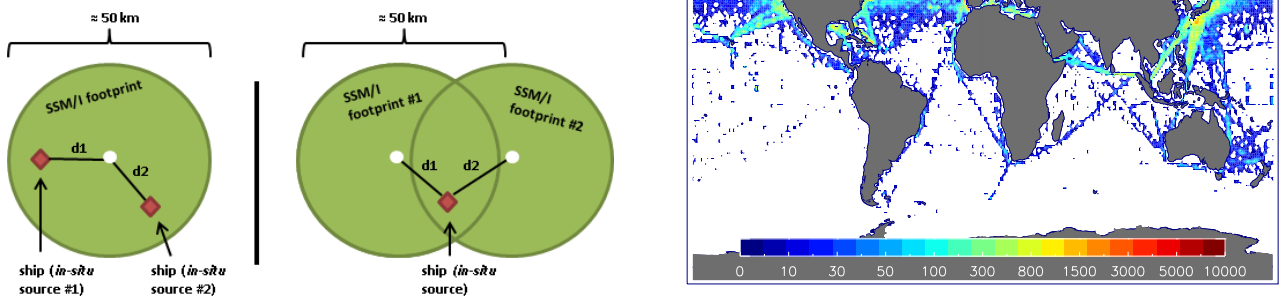 ≈ 50 km
SSM/I footprint
d1
d2
ship (in-situ
source #1)
ship (in-situ
source #2)
≈ 50 km
SSM/I
footprint #1
SSM/I
footprint #2
d1
d2
ship (in-situ
source)
0 10 30 50 100 300 800 1500 3000 5000 10000